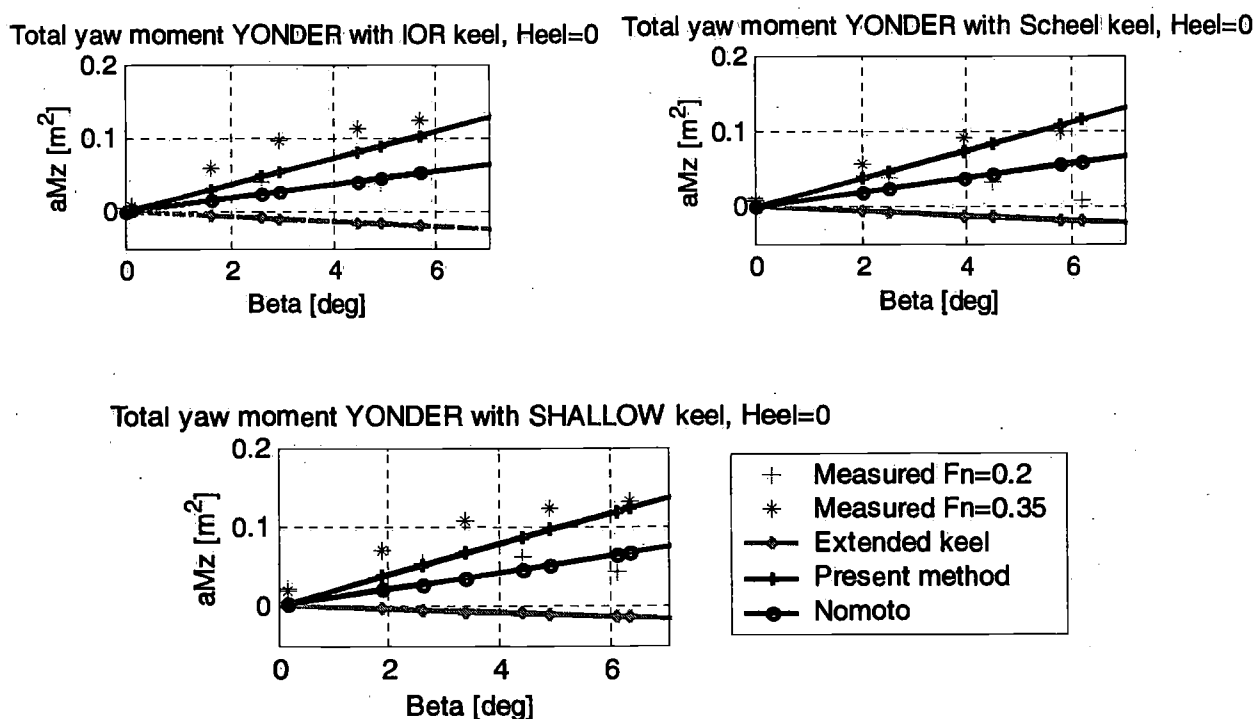 Total yaw moment YONDER with IOR keel, Heel=0
0.2
0.1
0
aMz [m²]
0 2 4 6
Beta [deg]
Total yaw moment YONDER with Scheel keel, Heel=0
0.2
0.1
0
aMz [m²]
0 2 4 6
Beta [deg]
Total yaw moment YONDER with SHALLOW keel, Heel=0
0.2
0.1
0
aMz [m²]
0 2 4 6
Beta [deg]
Measured Fn=0.2
Measured Fn=0.35
Extended keel
Present method
Nomoto